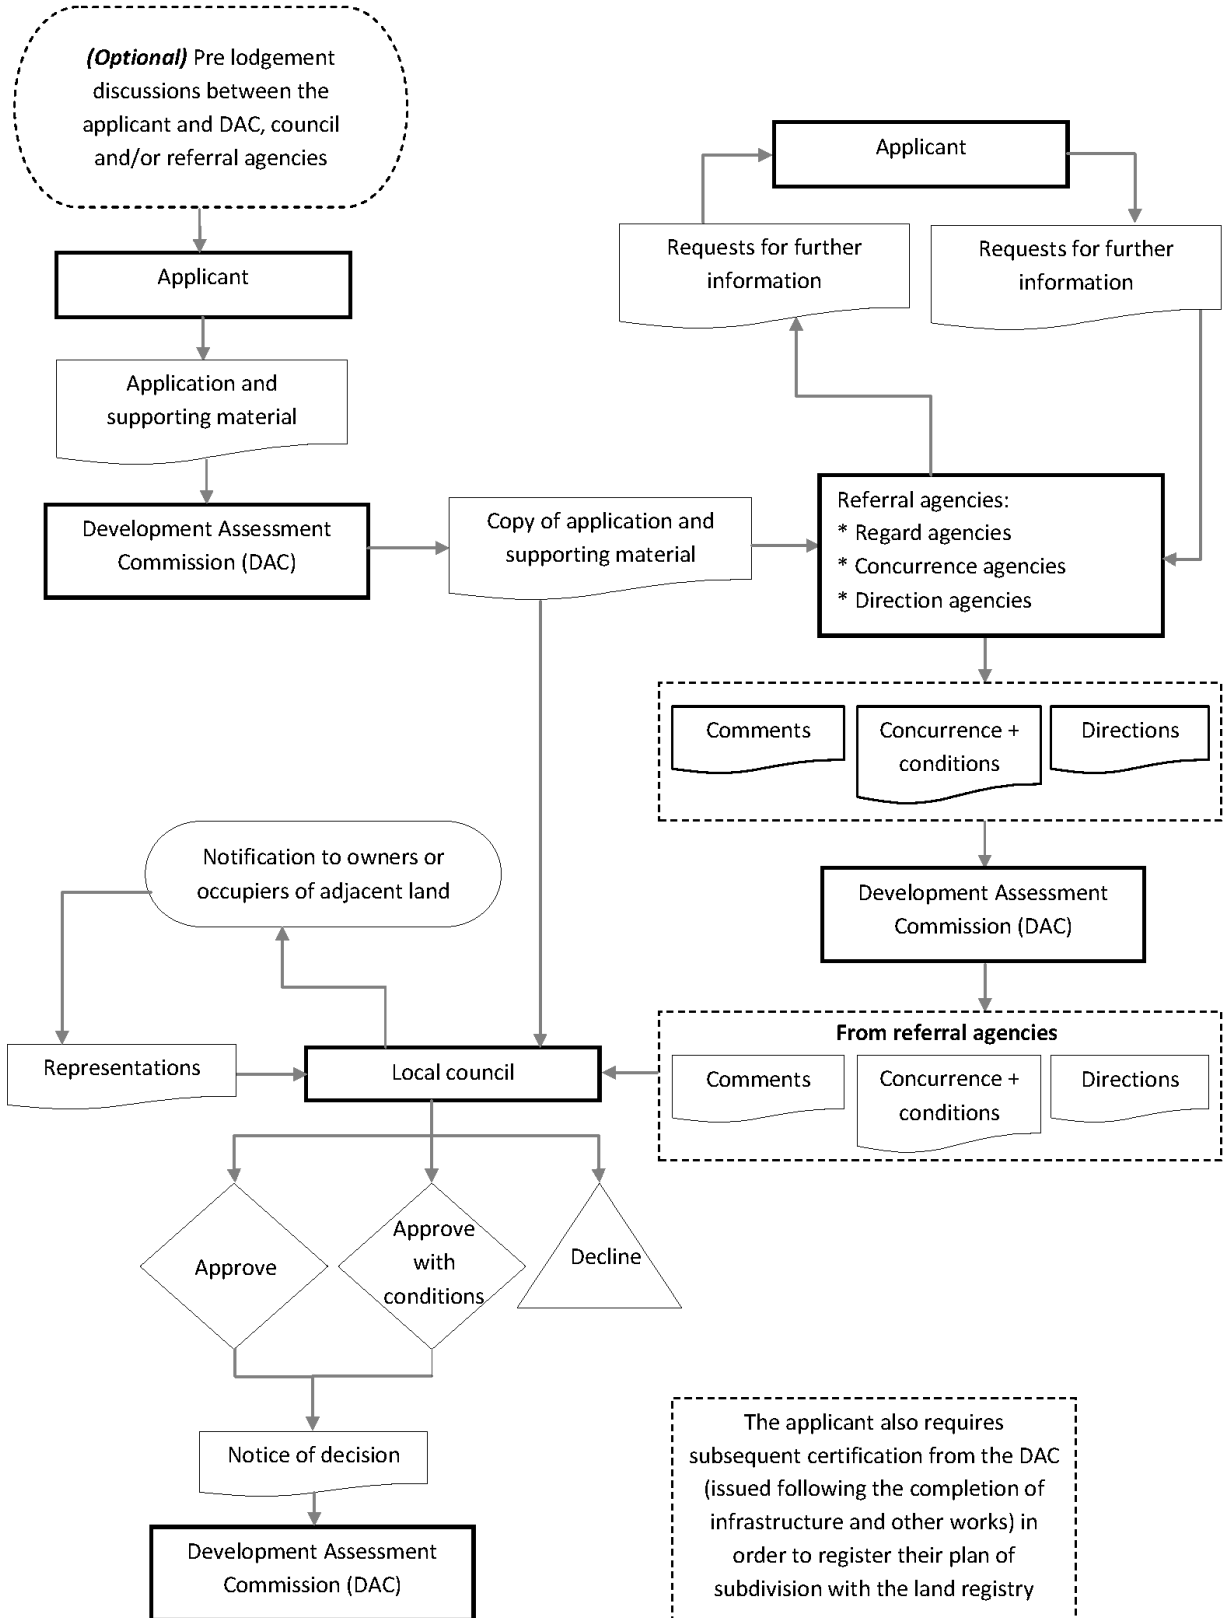 (Optional) Pre lodgement
discussions between the
applicant and DAC, council
and/or referral agencies
Applicant
Application and
supporting material
Development Assessment
Commission (DAC)
Copy of application and
supporting material
Applicant
Requests for further
information
Requests for further
information
Referral agencies:
* Regard agencies
* Concurrence agencies
* Direction agencies
Comments
Concurrence +
conditions
Directions
Development Assessment
Commission (DAC)
From referral agencies
Comments
Concurrence +
conditions
Directions
Notification to owners or
occupiers of adjacent land
Representations
Local council
Approve
Approve
with
conditions
Decline
Notice of decision
Development Assessment
Commission (DAC)
The applicant also requires
subsequent certification from the DAC
(issued following the completion of
infrastructure and other works) in
order to register their plan of
subdivision with the land registry